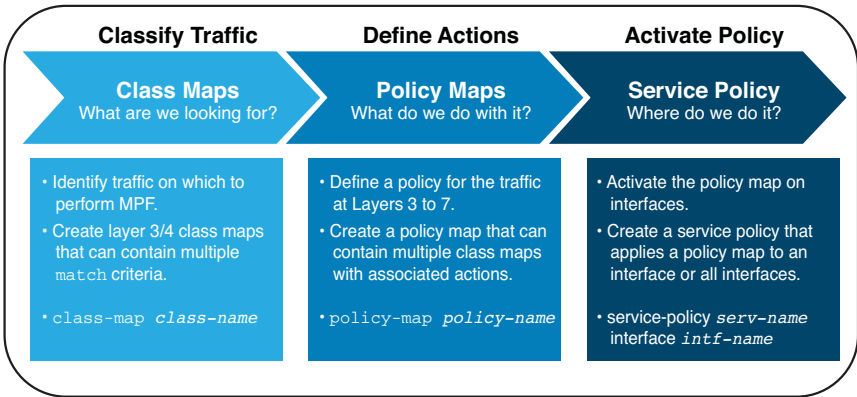 Classify Traffic
Define Actions
Activate Policy
Class Maps
What are we looking for?
Policy Maps
What do we do with it?
Service Policy
Where do we do it?
• Identify traffic on which to
perform MPF.
• Create layer 3/4 class maps
that can contain multiple
match criteria.
• class-map class-name
• Define a policy for the traffic
at Layers 3 to 7.
• Create a policy map that can
contain multiple class maps
with associated actions.
• policy-map policy-name
• Activate the policy map on
interfaces.
• Create a service policy that
applies a policy map to an
interface or all interfaces.
• service-policy serv-name
interface intf-name